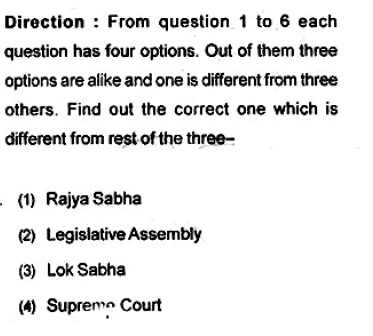 Direction : From question 1 to 6 each
question has four options. Out of them three
options are alike and one is different from three
others. Find out the correct one which is
different from rest of the three–
(1) Rajya Sabha
(2) Legislative Assembly
(3) Lok Sabha
(4) Supreme Court